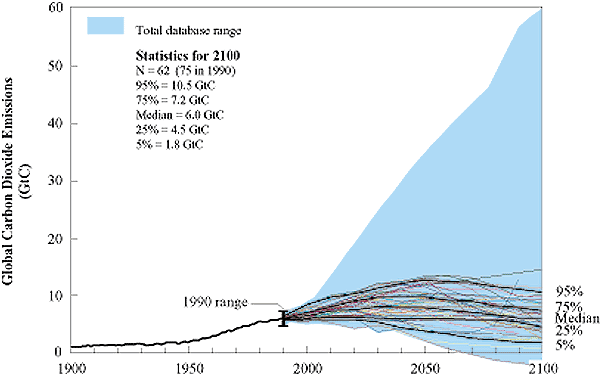 Total database range
Statistics for 2100
N = 62 (75 in 1990)
95% = 10.5 GtC
75% = 7.2 GtC
Median = 6.0 GtC
25% = 4.5 GtC
5% = 1.8 GtC
Global Carbon Dioxide Emissions
(GtC)
60
50
40
30
20
10
0
1990 range
95%
75%
Median
25%
5%
1900
1950
2000
2050
2100